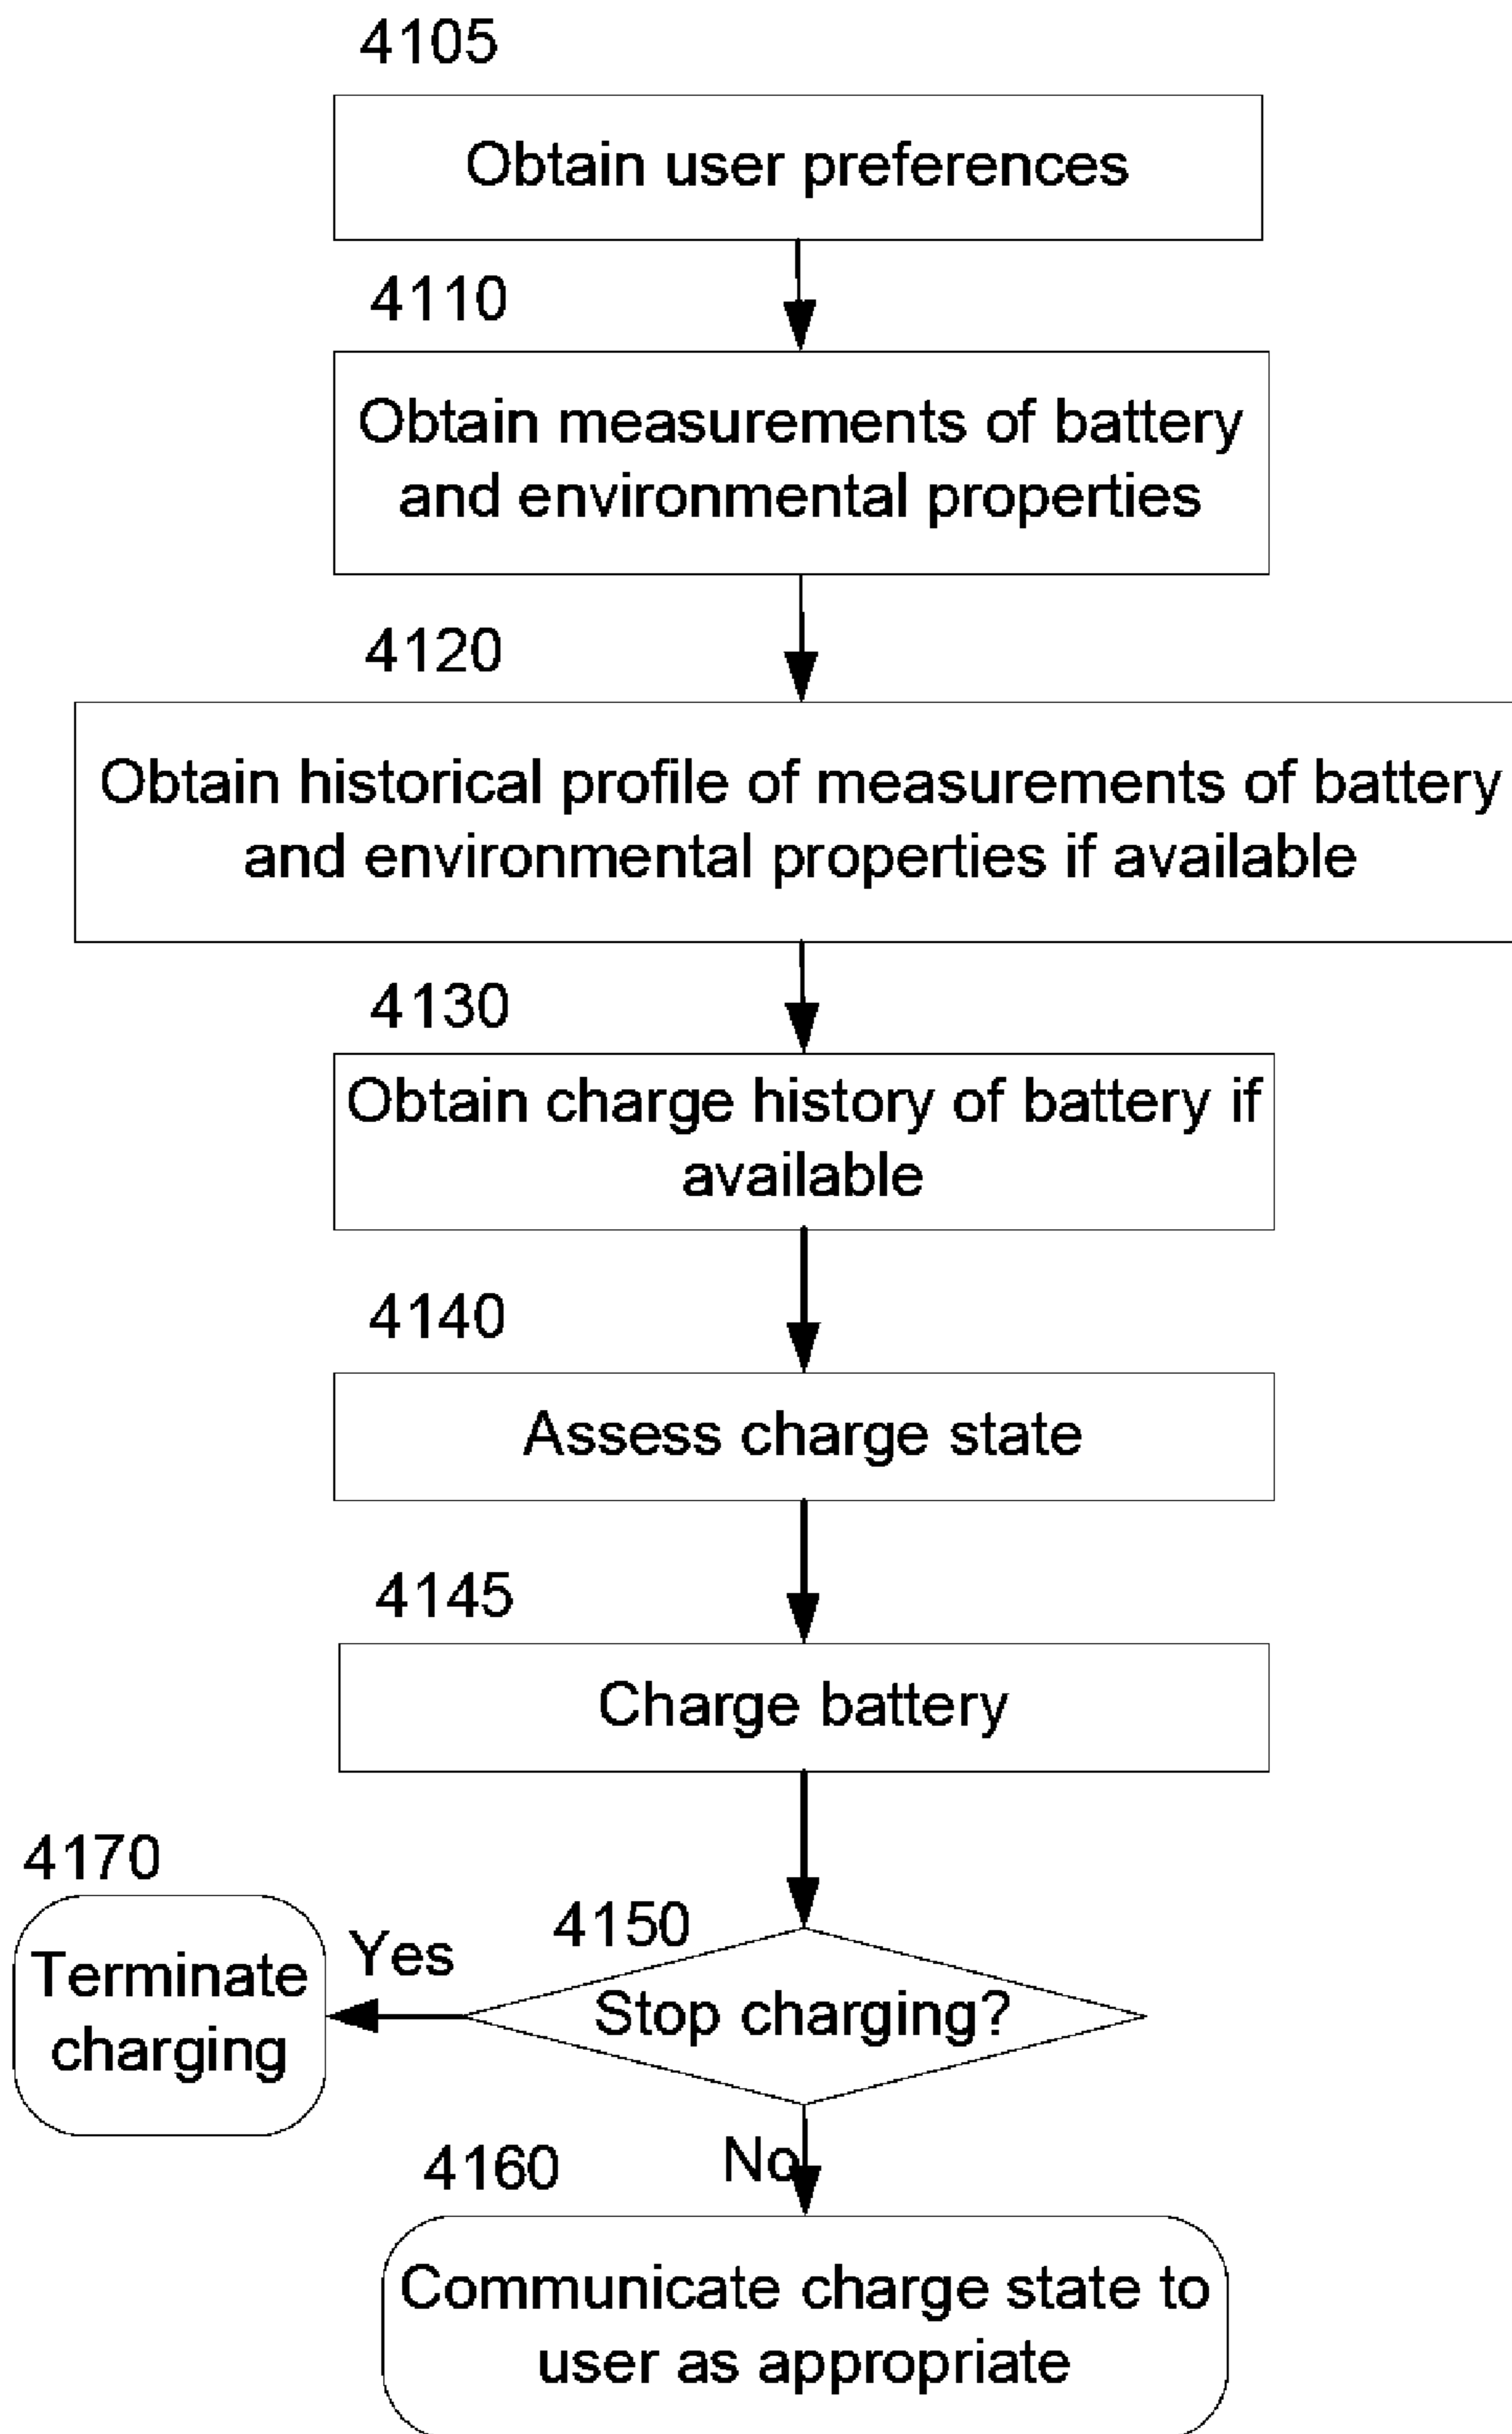 4105
Obtain user preferences
4110
Obtain measurements of battery
and environmental properties
4120
Obtain historical profile of measurements of battery
and environmental properties if available
4130
Obtain charge history of battery if
available
4140
Assess charge state
4145
Charge battery
4170
Terminate
charging
Yes
4150
Stop charging?
No
4160
Communicate charge state to
user as appropriate